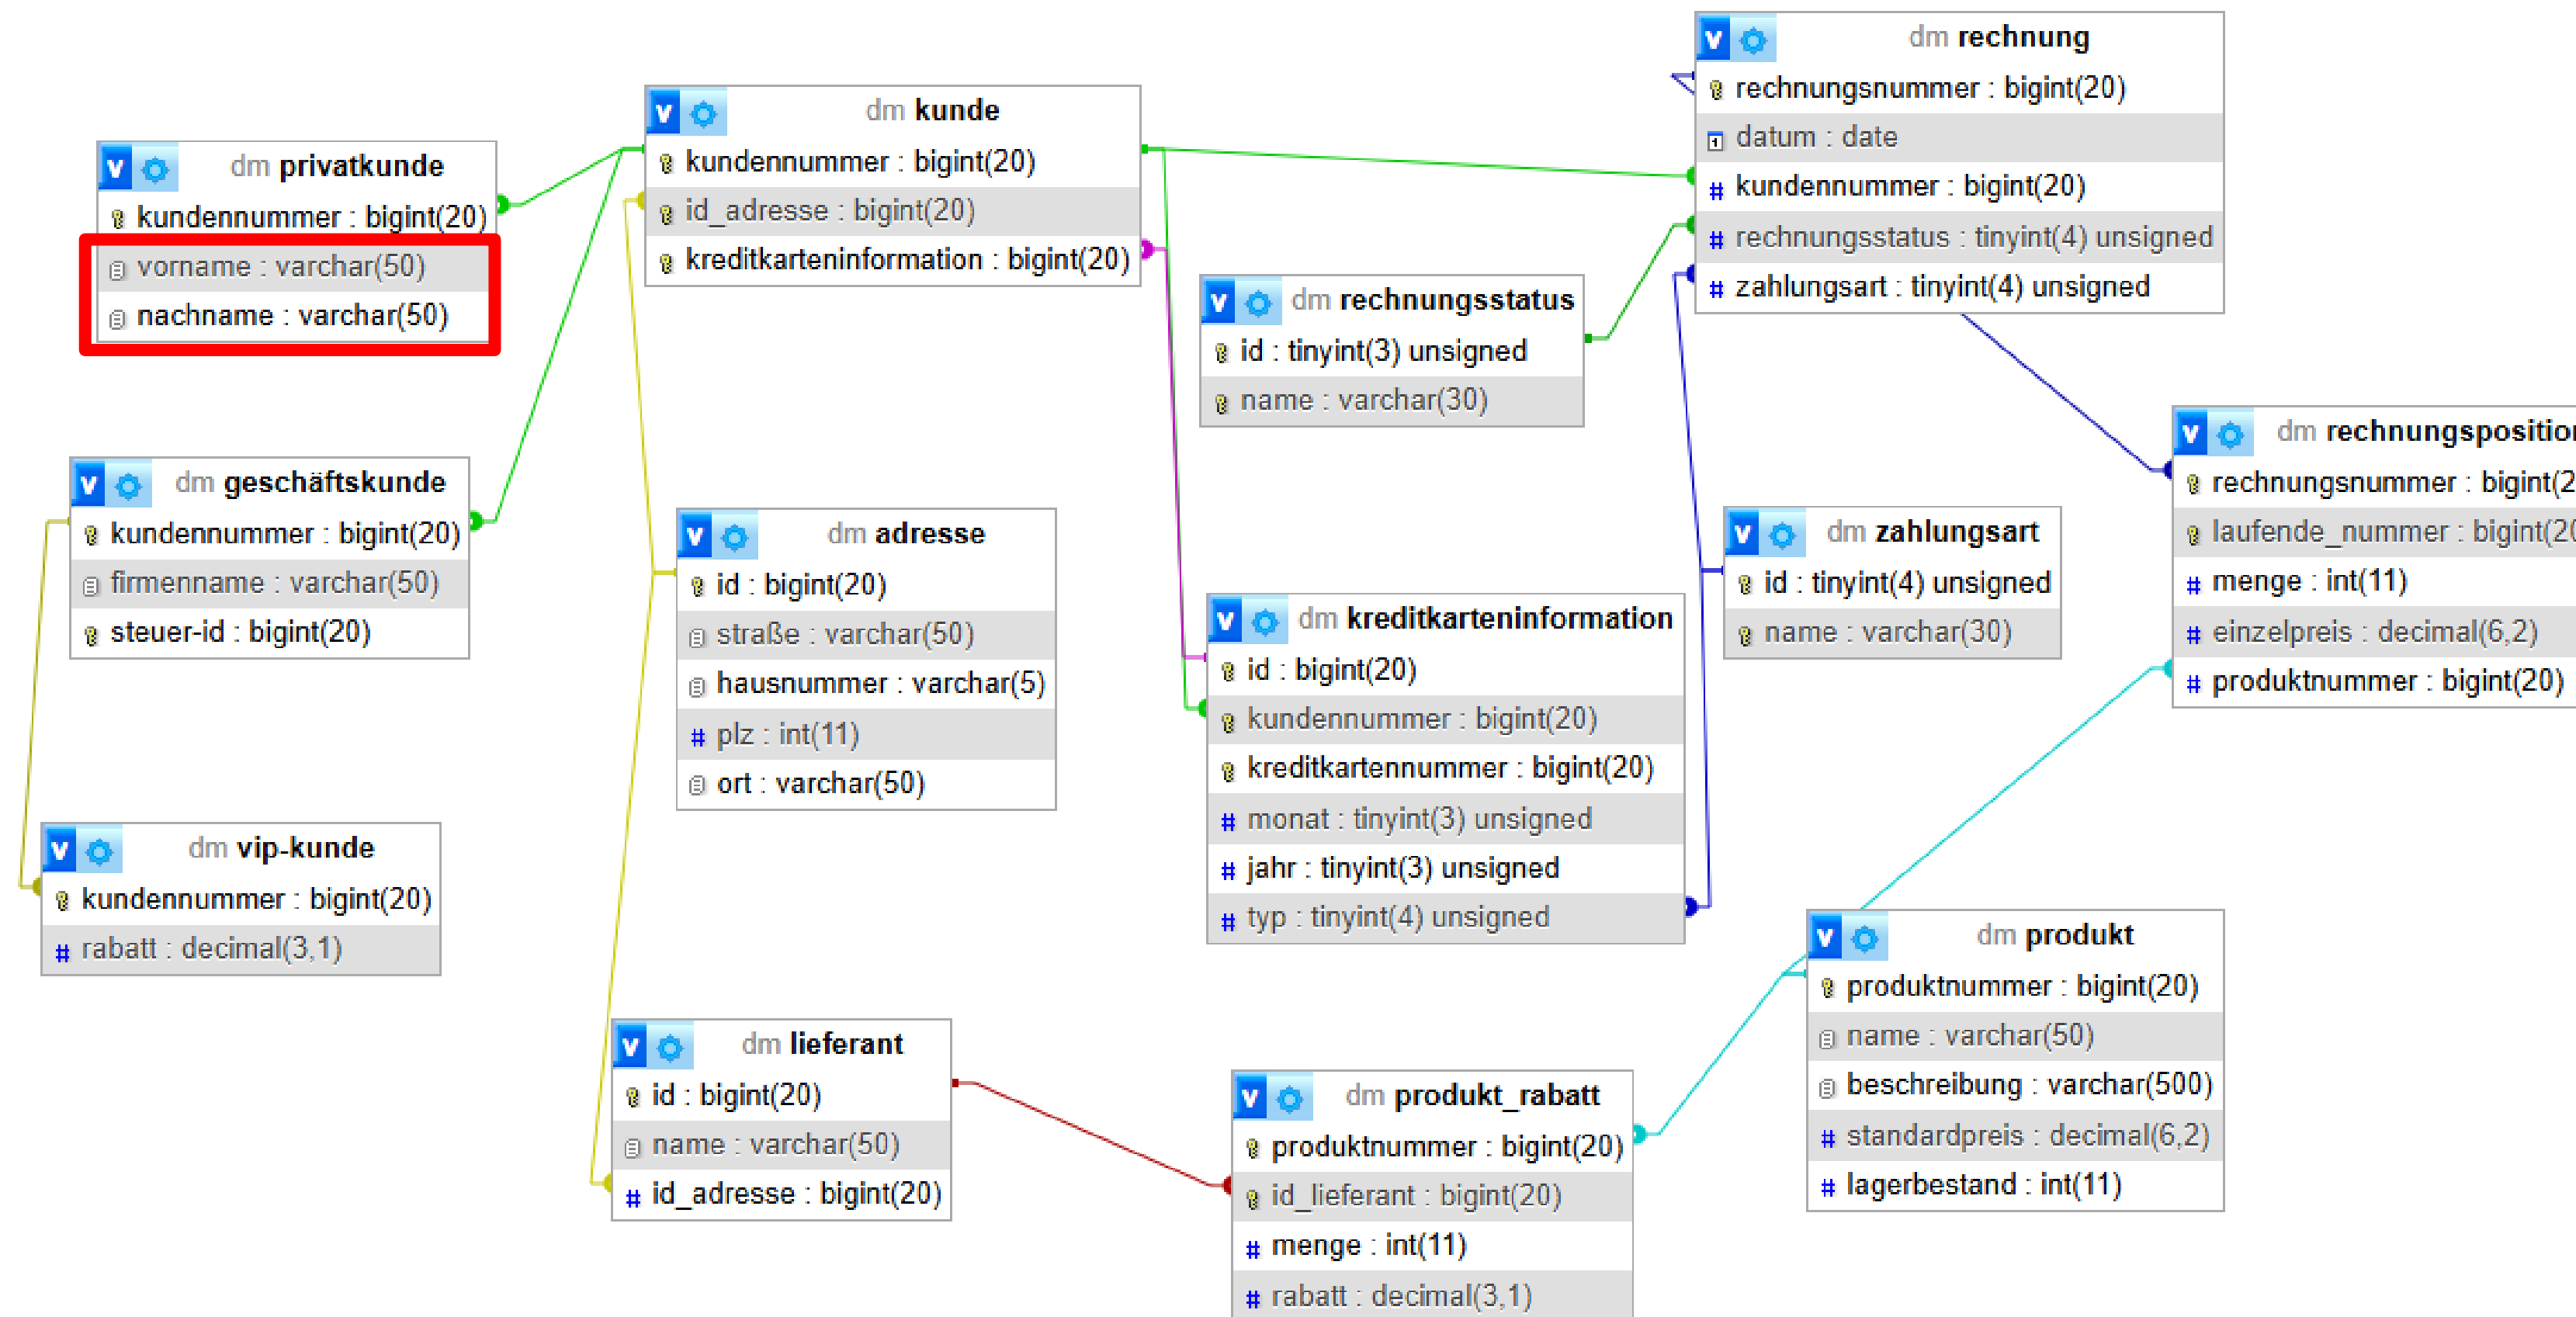 dm privatkunde
kundennummer : bigint(20)
vorname : varchar(50)
nachname : varchar(50)
dm geschäftskunde
kundennummer : bigint(20)
firmenname : varchar(50)
steuer-id : bigint(20)
dm vip-kunde
kundennummer : bigint(20)
rabatt : decimal(3,1)
dm kunde
kundennummer : bigint(20)
id_adresse : bigint(20)
kreditkarteninformation : bigint(20)
dm adresse
id : bigint(20)
straße : varchar(50)
hausnummer : varchar(5)
plz : int(11)
ort : varchar(50)
dm lieferant
id : bigint(20)
name : varchar(50)
id_adresse : bigint(20)
dm rechnungsstatus
id : tinyint(3) unsigned
name : varchar(30)
dm kreditkarteninformation
id : bigint(20)
kundennummer : bigint(20)
kreditkartennummer : bigint(20)
monat : tinyint(3) unsigned
jahr : tinyint(3) unsigned
typ : tinyint(4) unsigned
dm produkt_rabatt
produktnummer : bigint(20)
id_lieferant : bigint(20)
menge : int(11)
rabatt : decimal(3,1)
dm rechnung
rechnungsnummer : bigint(20)
datum : date
kundennummer : bigint(20)
rechnungsstatus : tinyint(4) unsigned
zahlungsart : tinyint(4) unsigned
dm zahlungsart
id : tinyint(4) unsigned
name : varchar(30)
dm produkt
produktnummer : bigint(20)
name : varchar(50)
beschreibung : varchar(500)
standardpreis : decimal(6,2)
lagerbestand : int(11)
dm rechnungsposition
rechnungsnummer : bigint(2
laufende_nummer : bigint(20
menge : int(11)
einzelpreis : decimal(6,2)
produktnummer : bigint(20)